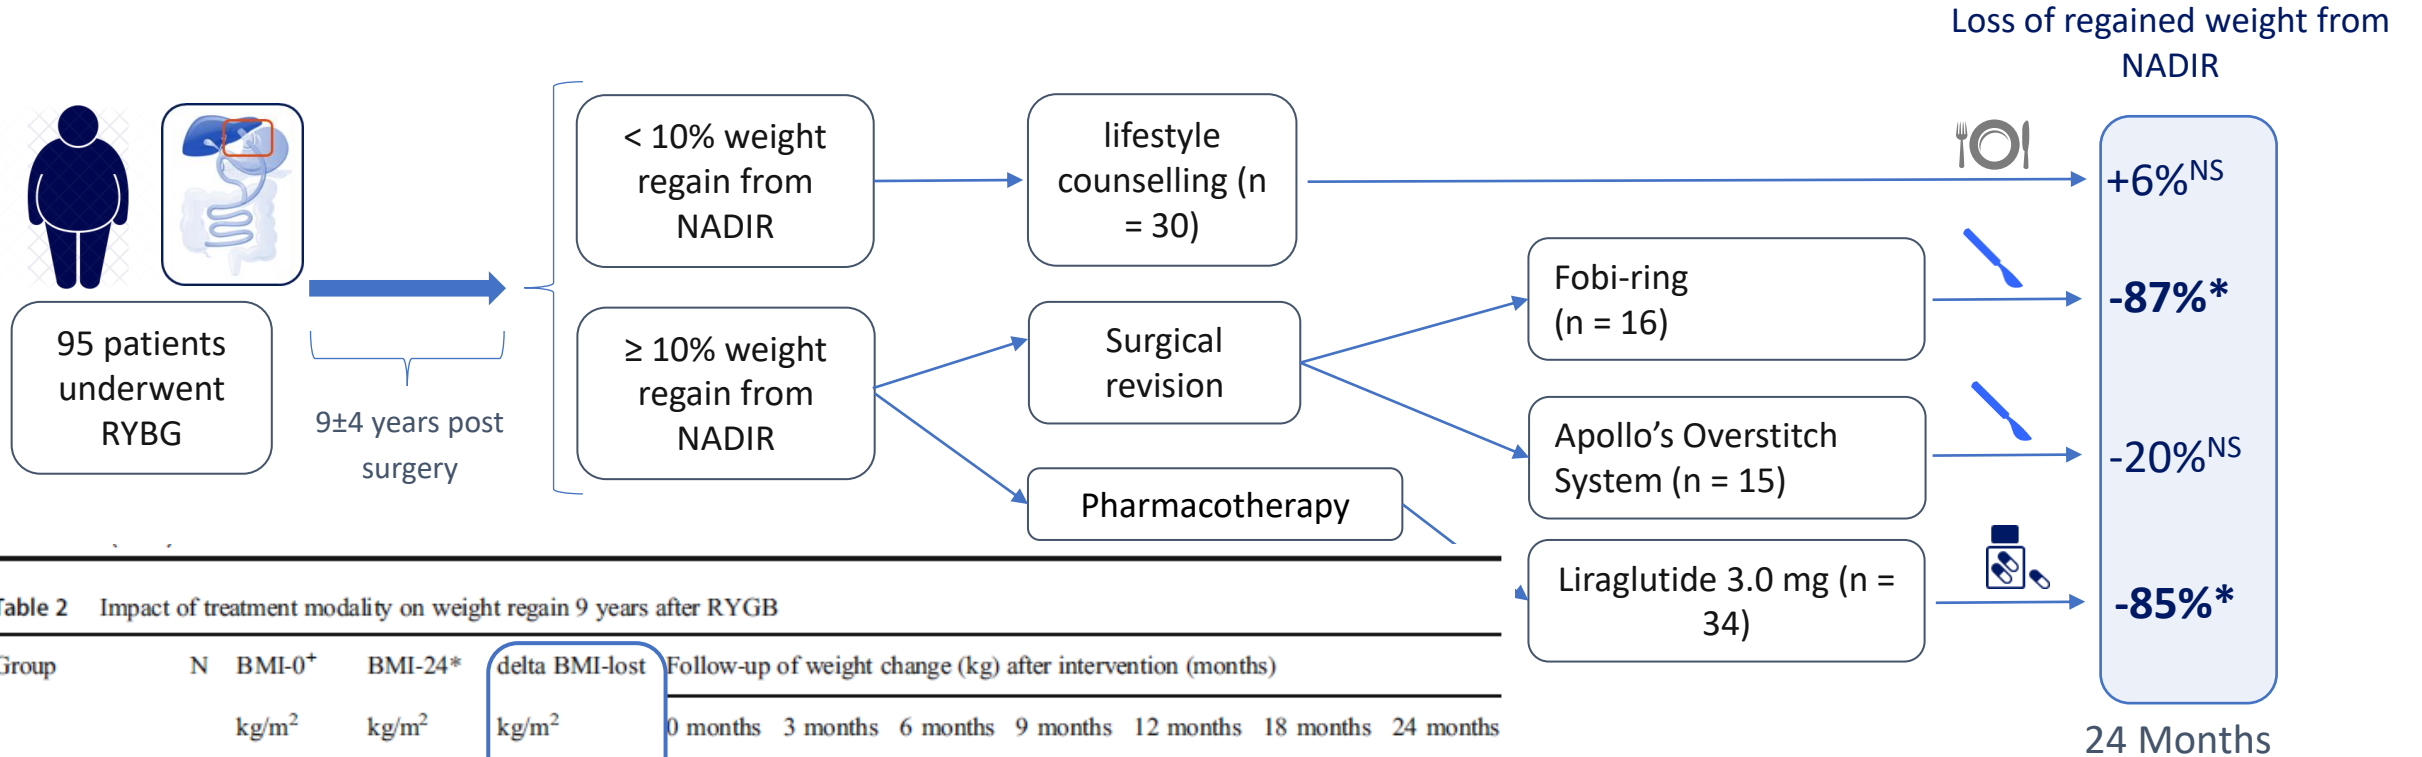 Loss of regained weight from
NADIR
< 10% weight
regain from
NADIR
lifestyle
counselling (n
= 30)
+6%NS
95 patients
underwent
RYBG
9±4 years post
surgery
≥ 10% weight
regain from
NADIR
Surgical
revision
Pharmacotherapy
Fobi-ring
(n = 16)
-87%*
Apollo’s Overstitch
System (n = 15)
-20%NS
Liraglutide 3.0 mg (n =
34)
-85%*
24 Months
Table 2 Impact of treatment modality on weight regain 9 years after RYGB
Group N BMI-0+ BMI-24* delta BMI-lost Follow-up of weight change (kg) after intervention (months)
kg/m2 kg/m2 kg/m2 0 months 3 months 6 months 9 months 12 months 18 months 24 months